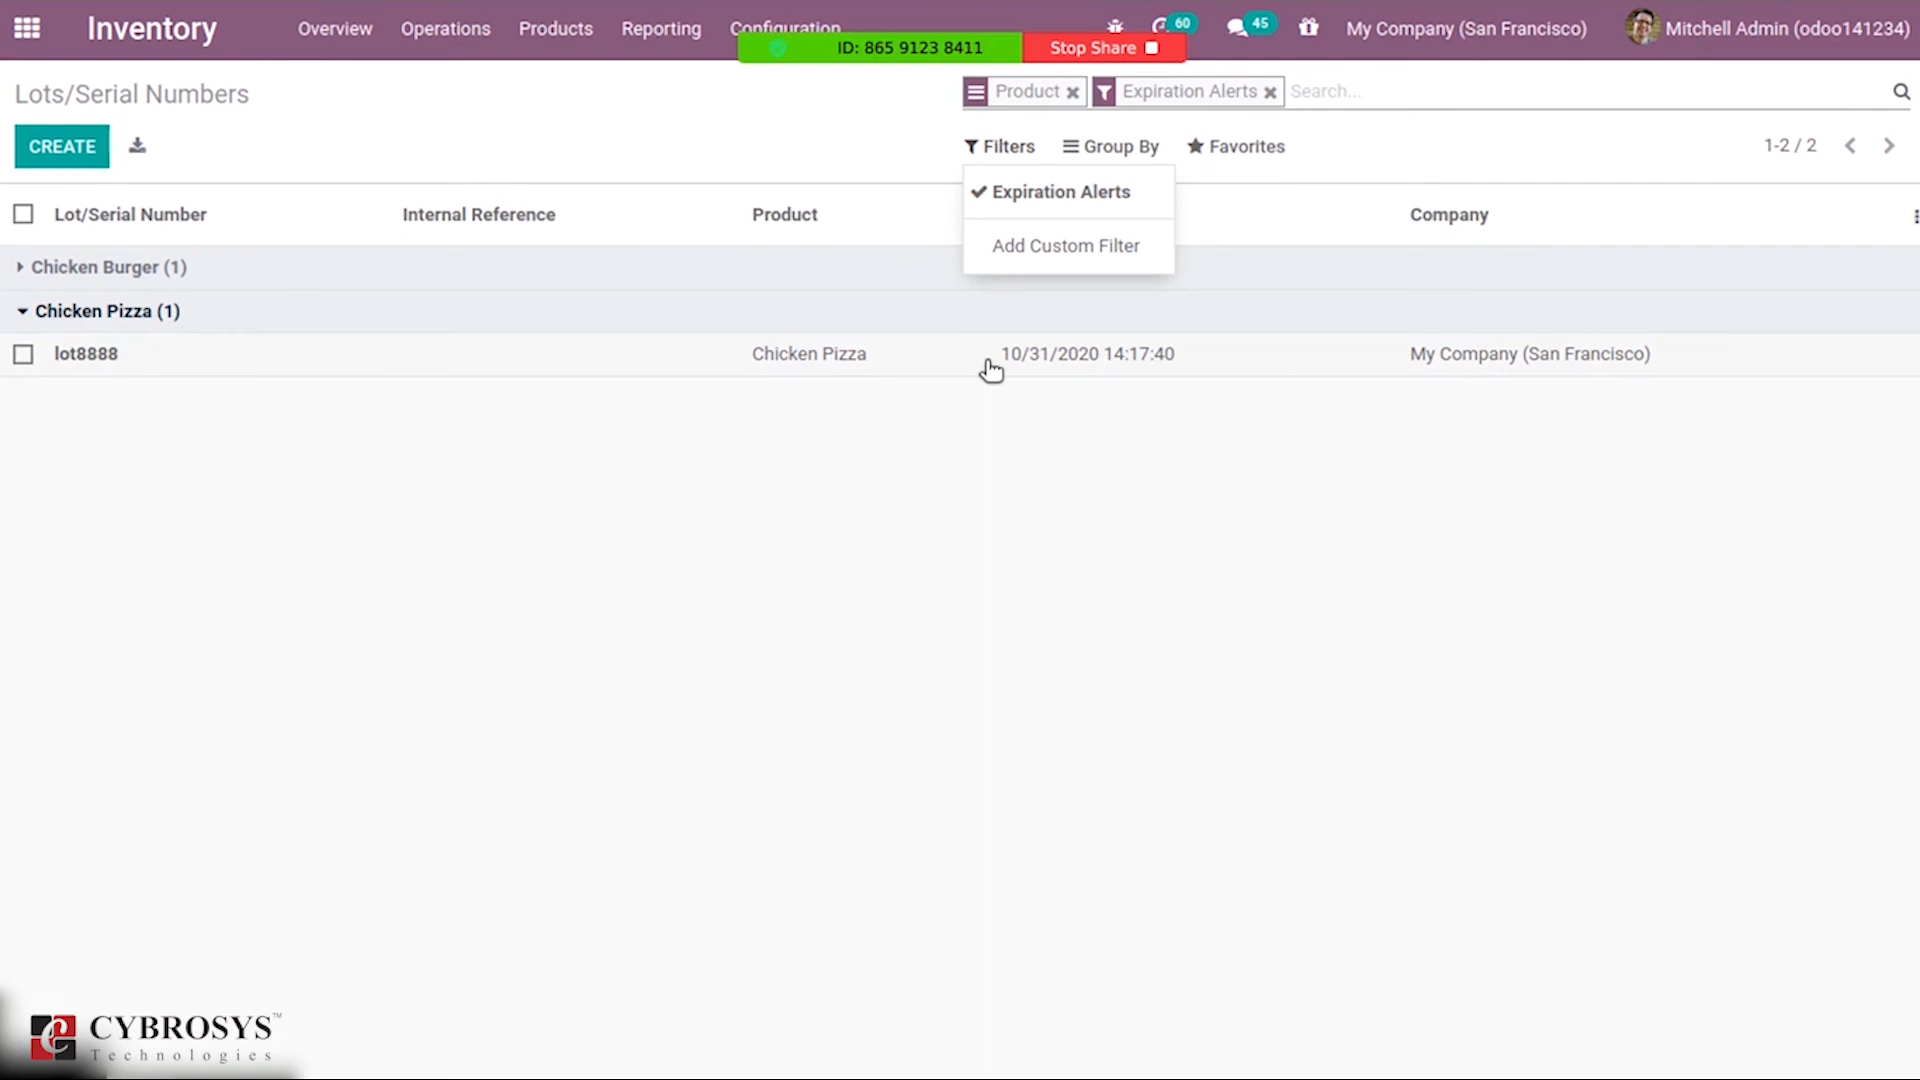 Inventory Overview Operations Products Reporting Configuration 60 45 My Company (San Francisco) Mitchell Admin (odoo141234)
ID: 865 9123 8411 Stop Share
Lots/Serial Numbers
Product Expiration Alerts Search...
CREATE
Filters Group By Favorites 1-2 / 2
Expiration Alerts
Add Custom Filter
Lot/Serial Number Internal Reference Product Company
Chicken Burger (1)
Chicken Pizza (1)
lot8888 Chicken Pizza 10/31/2020 14:17:40 My Company (San Francisco)
CYBROSYS™
Technologies